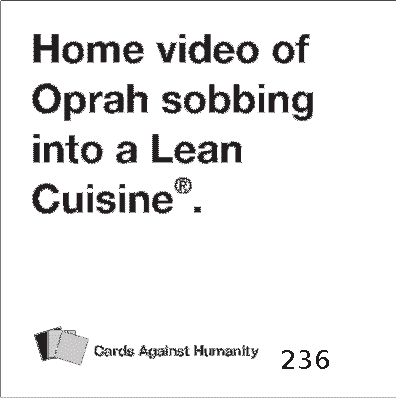 Home video of
Oprah sobbing
into a Lean
Cuisine®.
Cards Against Humanity 236